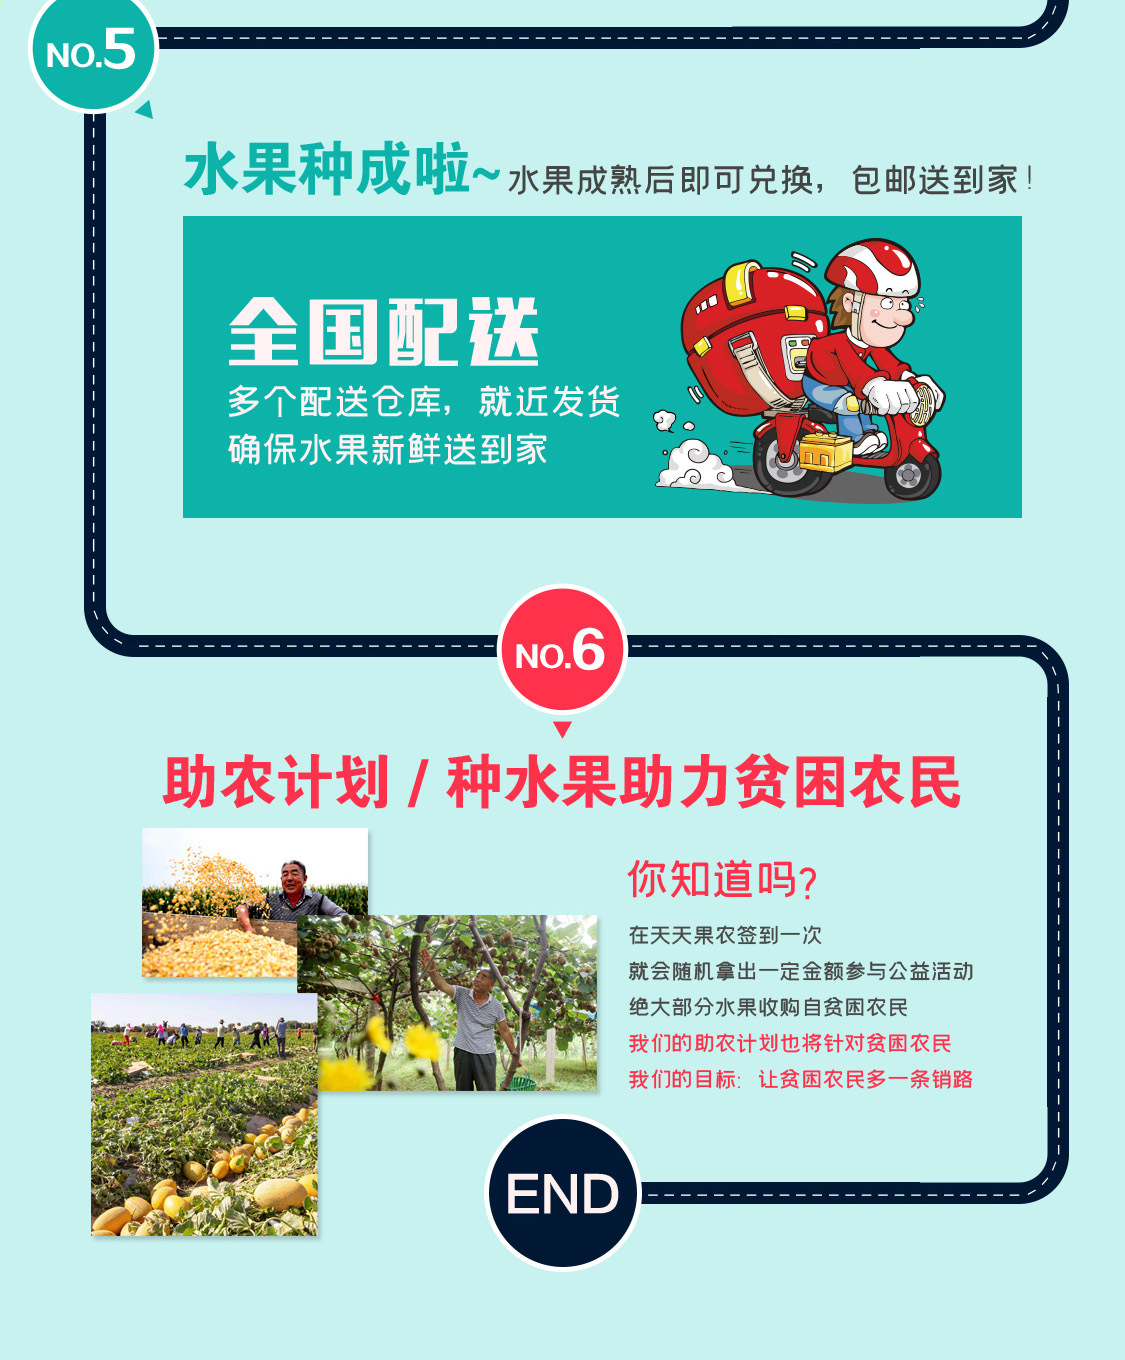 NO.5
水果种成啦~ 水果成熟后即可兑换，包邮送到家！
全国配送
多个配送仓库，就近发货
确保水果新鲜送到家
NO.6
助农计划 / 种水果助力贫困农民
你知道吗？
在天天果农签到一次
就会随机拿出一定金额参与公益活动
绝大部分水果收购自贫困农民
我们的助农计划也将针对贫困农民
我们的目标：让贫困农民多一条销路
END